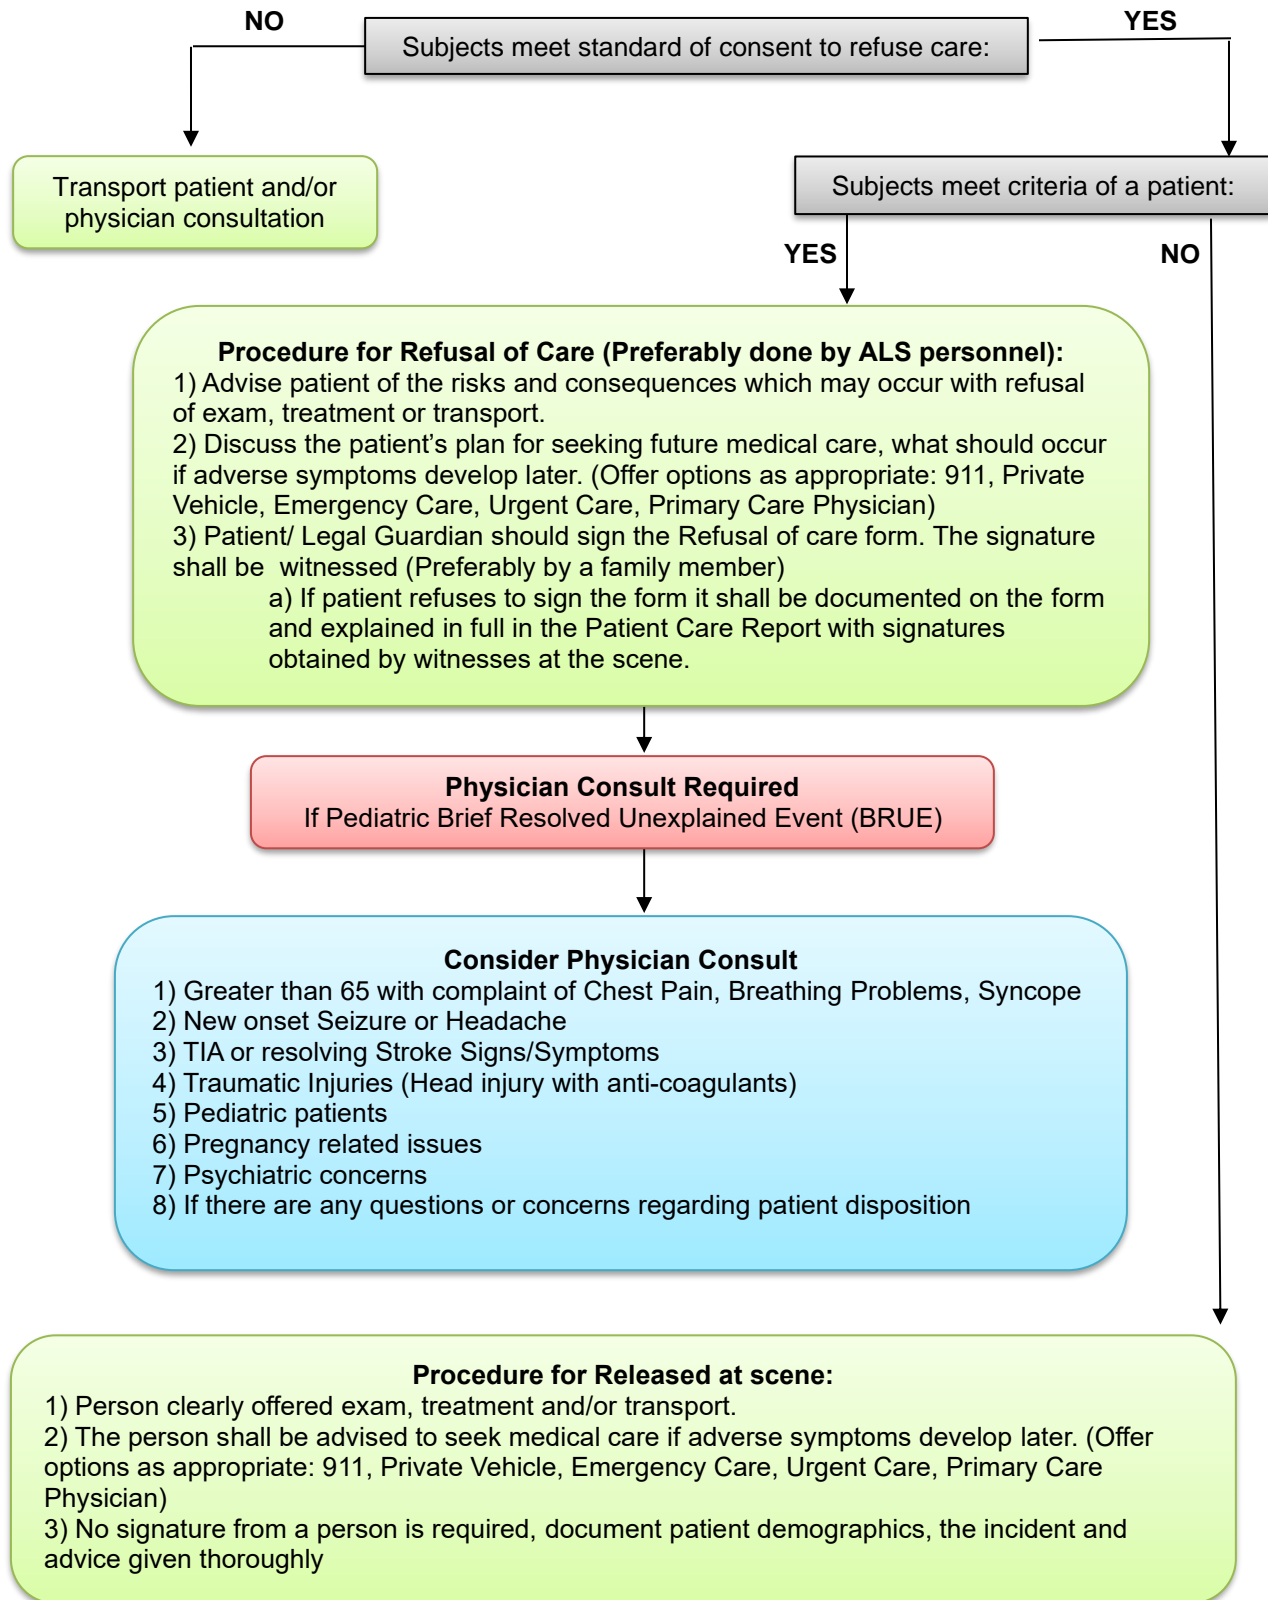 NO
Subjects meet standard of consent to refuse care:
YES
Transport patient and/or
physician consultation
Subjects meet criteria of a patient:
YES
NO
Procedure for Refusal of Care (Preferably done by ALS personnel):
1) Advise patient of the risks and consequences which may occur with refusal
of exam, treatment or transport.
2) Discuss the patient’s plan for seeking future medical care, what should occur
if adverse symptoms develop later. (Offer options as appropriate: 911, Private
Vehicle, Emergency Care, Urgent Care, Primary Care Physician)
3) Patient/ Legal Guardian should sign the Refusal of care form. The signature
shall be  witnessed (Preferably by a family member)
a) If patient refuses to sign the form it shall be documented on the form
and explained in full in the Patient Care Report with signatures
obtained by witnesses at the scene.
Physician Consult Required
If Pediatric Brief Resolved Unexplained Event (BRUE)
Consider Physician Consult
1) Greater than 65 with complaint of Chest Pain, Breathing Problems, Syncope
2) New onset Seizure or Headache
3) TIA or resolving Stroke Signs/Symptoms
4) Traumatic Injuries (Head injury with anti-coagulants)
5) Pediatric patients
6) Pregnancy related issues
7) Psychiatric concerns
8) If there are any questions or concerns regarding patient disposition
Procedure for Released at scene:
1) Person clearly offered exam, treatment and/or transport.
2) The person shall be advised to seek medical care if adverse symptoms develop later. (Offer
options as appropriate: 911, Private Vehicle, Emergency Care, Urgent Care, Primary Care
Physician)
3) No signature from a person is required, document patient demographics, the incident and
advice given thoroughly